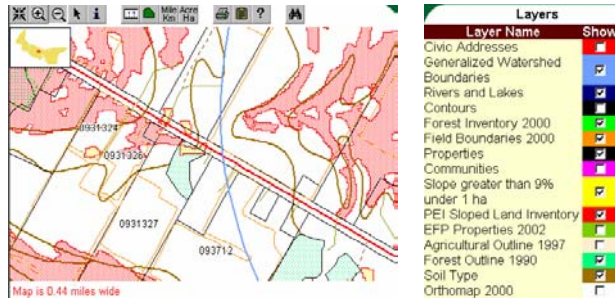 Mile Acre
Km Ha
?
0931324
0931326
0931327
093712
Map is 0.44 miles wide
Layers
Layer Name Show
Civic Addresses
Generalized Watershed
Boundaries
Rivers and Lakes
Contours
Forest Inventory 2000
Field Boundaries 2000
Properties
Communities
Slope greater than 9%
under 1 ha
PEI Sloped Land Inventory
EFP Properties 2002
Agricultural Outline 1997
Forest Outline 1990
Soil Type
Orthomap 2000